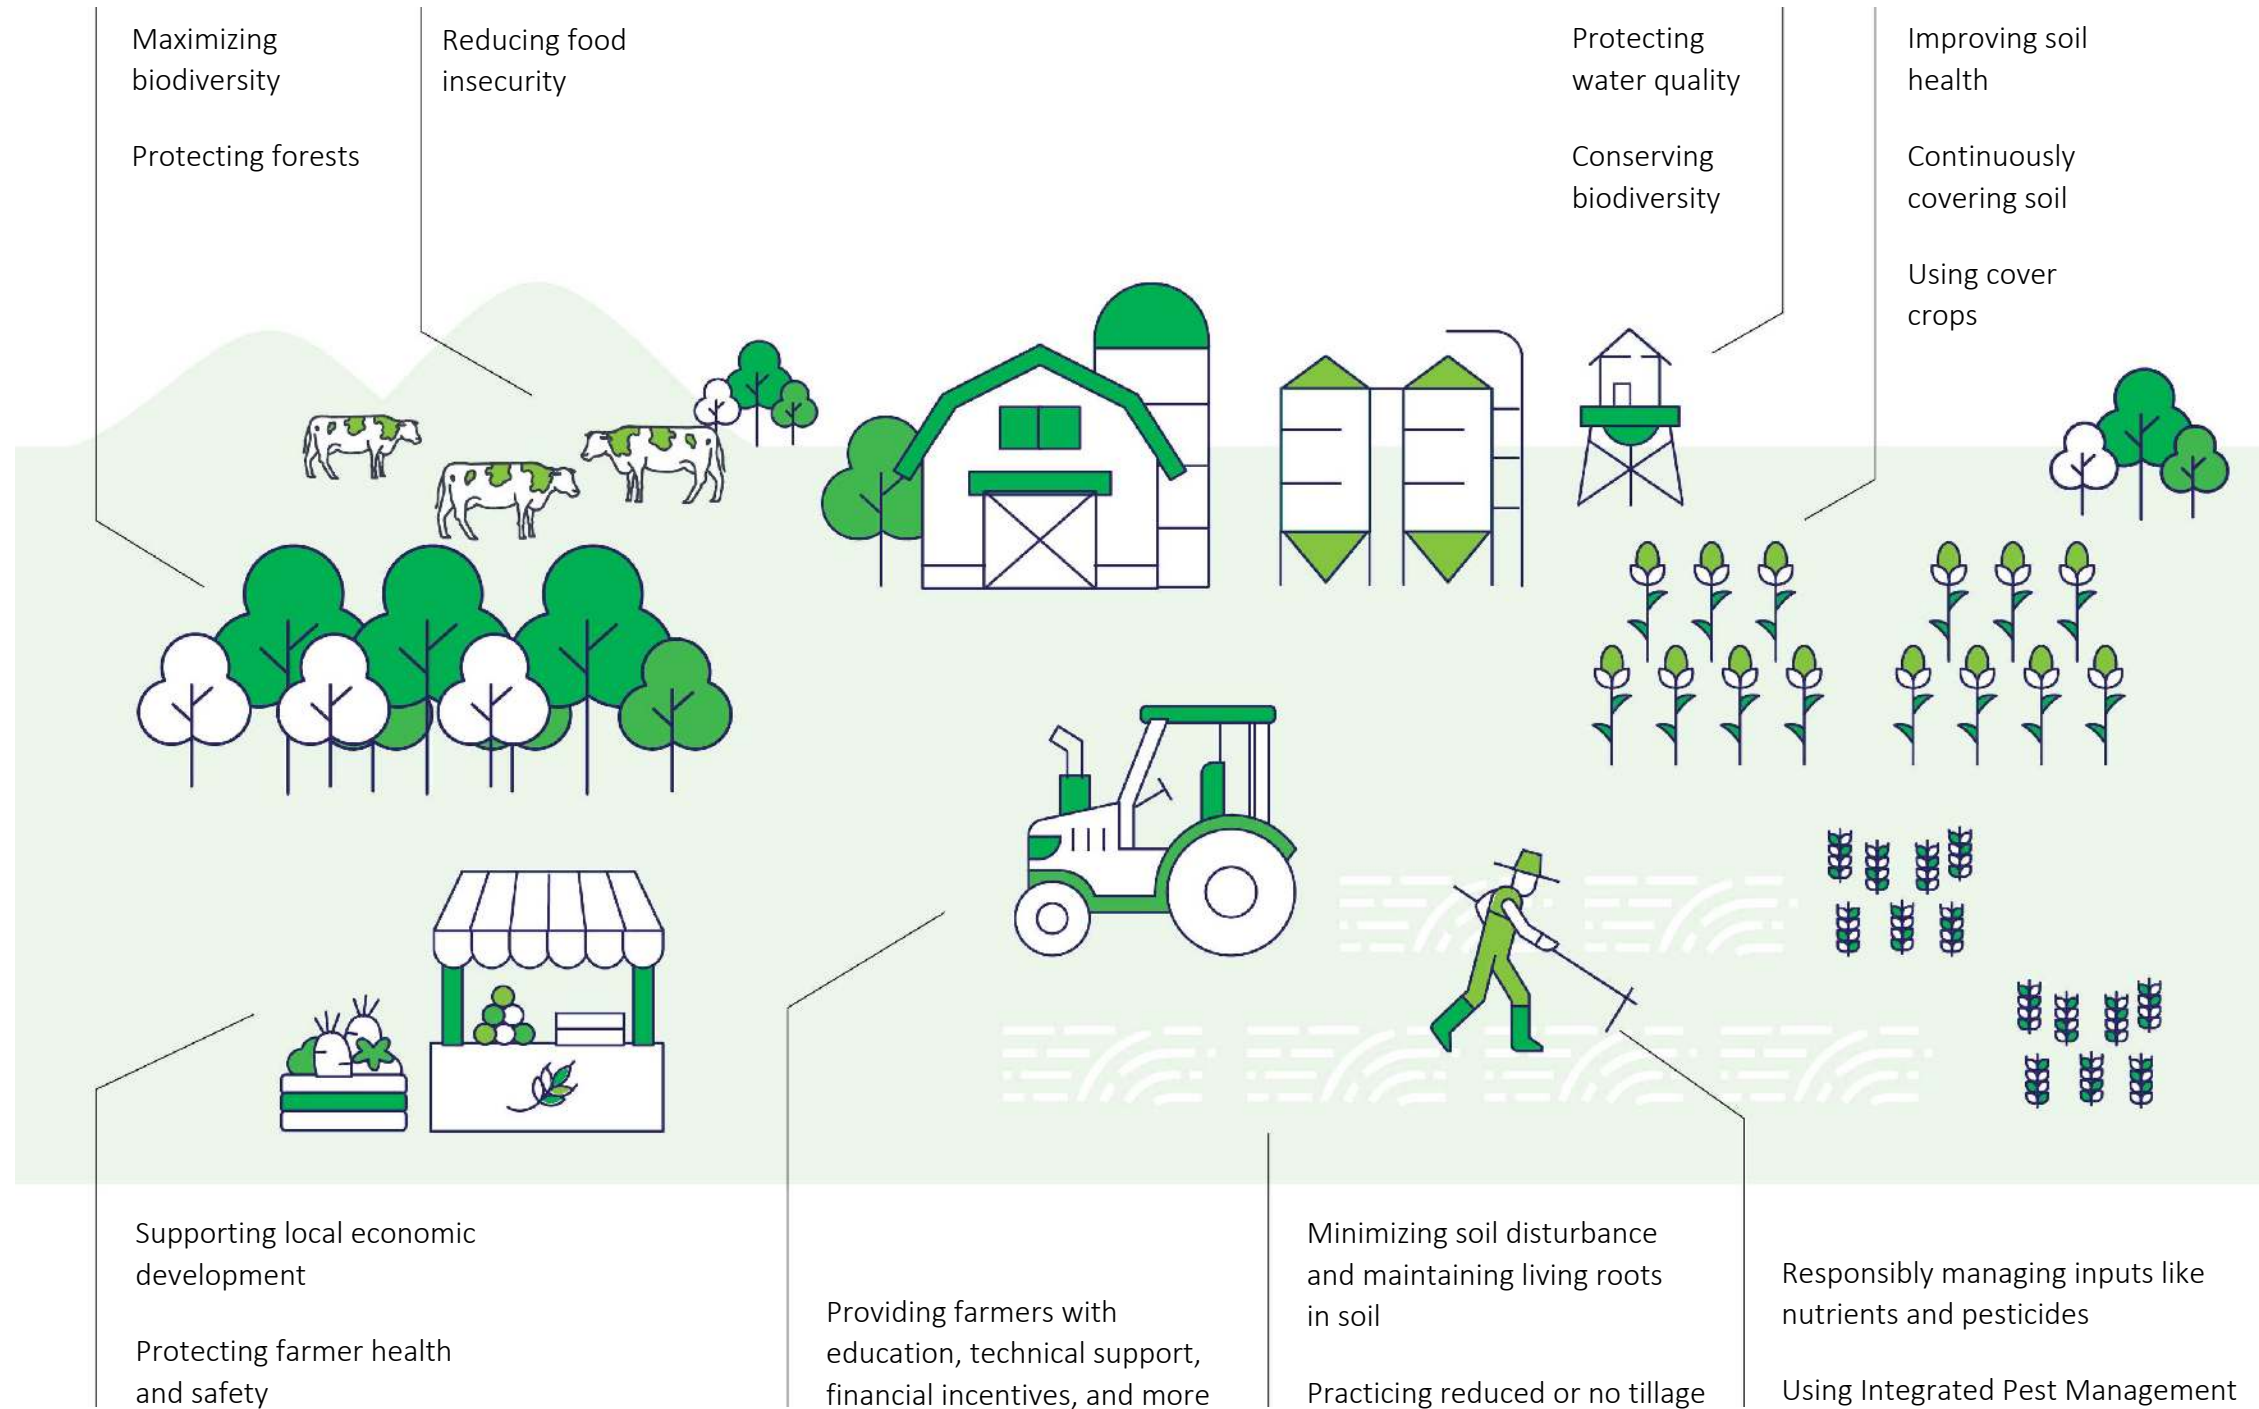 Maximizing
biodiversity
Protecting forests
Reducing food
insecurity
Protecting
water quality
Conserving
biodiversity
Improving soil
health
Continuously
covering soil
Using cover
crops
Supporting local economic
development
Protecting farmer health
and safety
Providing farmers with
education, technical support,
financial incentives, and more
Minimizing soil disturbance
and maintaining living roots
in soil
Practicing reduced or no tillage
Responsibly managing inputs like
nutrients and pesticides
Using Integrated Pest Management